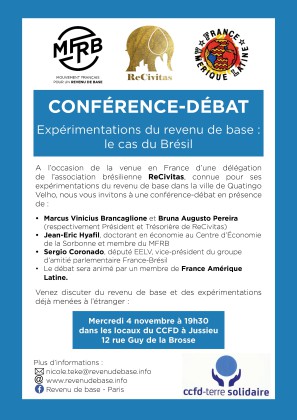 MFRB
MOUVEMENT FRANÇAIS
POUR UN REVENU DE BASE
ReCivitas
FRANCE
AMERIQUE LATINE
CONFÉRENCE-DÉBAT
Expérimentations du revenu de base :
le cas du Brésil
A l'occasion de la venue en France d'une délégation
de l'association brésilienne ReCivitas, connue pour ses
expérimentations du revenu de base dans la ville de Quatingo
Velho, nous vous invitons à une conférence-débat en présence
de :
• Marcus Vinicius Brancaglione et Bruna Augusto Pereira
(respectivement Président et Trésorière de ReCivitas)
• Jean-Eric Hyafil, doctorant en économie au Centre d'Économie
de la Sorbonne et membre du MFRB
• Sergio Coronado, député EELV, vice-président du groupe
d'amitié parlementaire France-Brésil
• Le débat sera animé par un membre de France Amérique
Latine.
Venez discuter du revenu de base et des expérimentations
déjà menées à l'étranger :
Mercredi 4 novembre à 19h30
dans les locaux du CCFD à Jussieu
12 rue Guy de la Brosse
Plus d'informations :
nicole.teke@revenudebase.info
www.revenudebase.info
Revenu de base - Paris
ccfd-terre solidaire